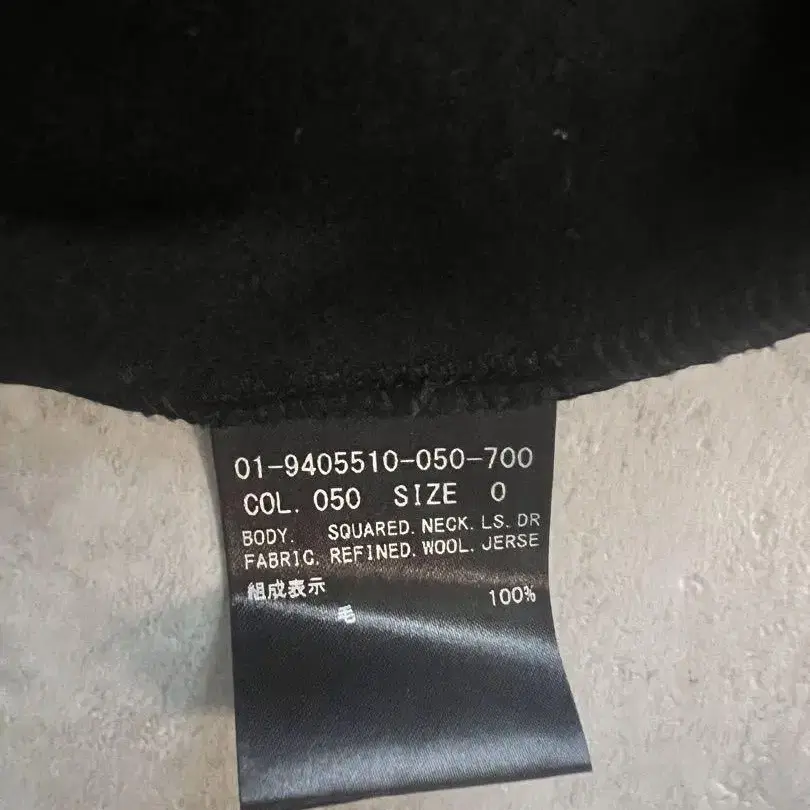 01-9405510-050-700
COL. 050 SIZE 0
BODY. SQUARED. NECK. LS. DR
FABRIC. REFINED. WOOL. JERSE
組成表示
毛 100%